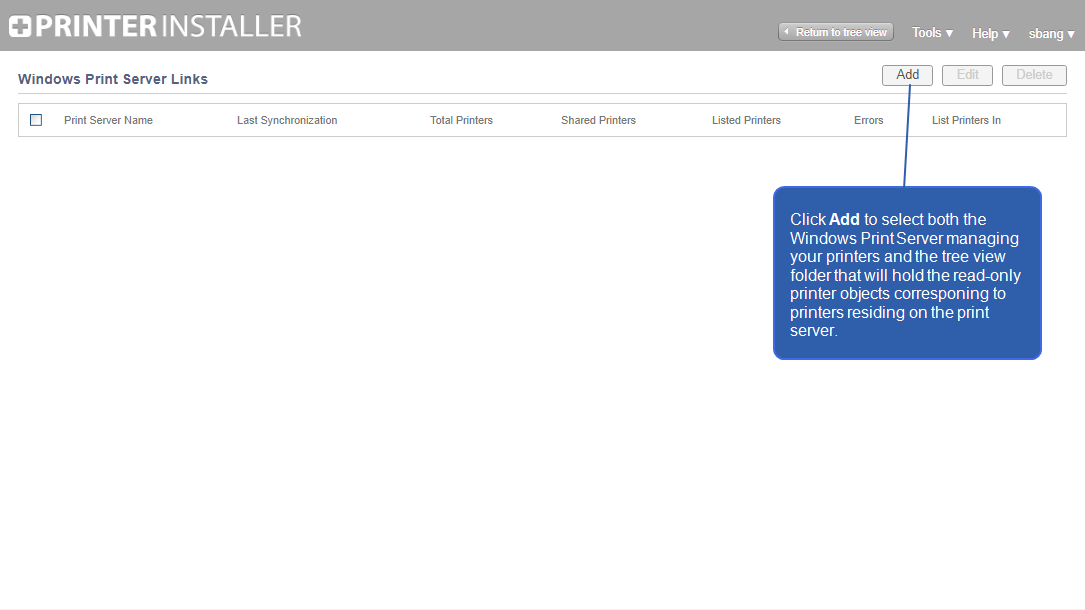 PRINTER INSTALLER
Return to tree view Tools ▾ Help ▾ sbang ▾
Windows Print Server Links
Add Edit Delete
Print Server Name Last Synchronization Total Printers Shared Printers Listed Printers Errors List Printers In
Click Add to select both the
Windows Print Server managing
your printers and the tree view
folder that will hold the read-only
printer objects corresponing to
printers residing on the print
server.